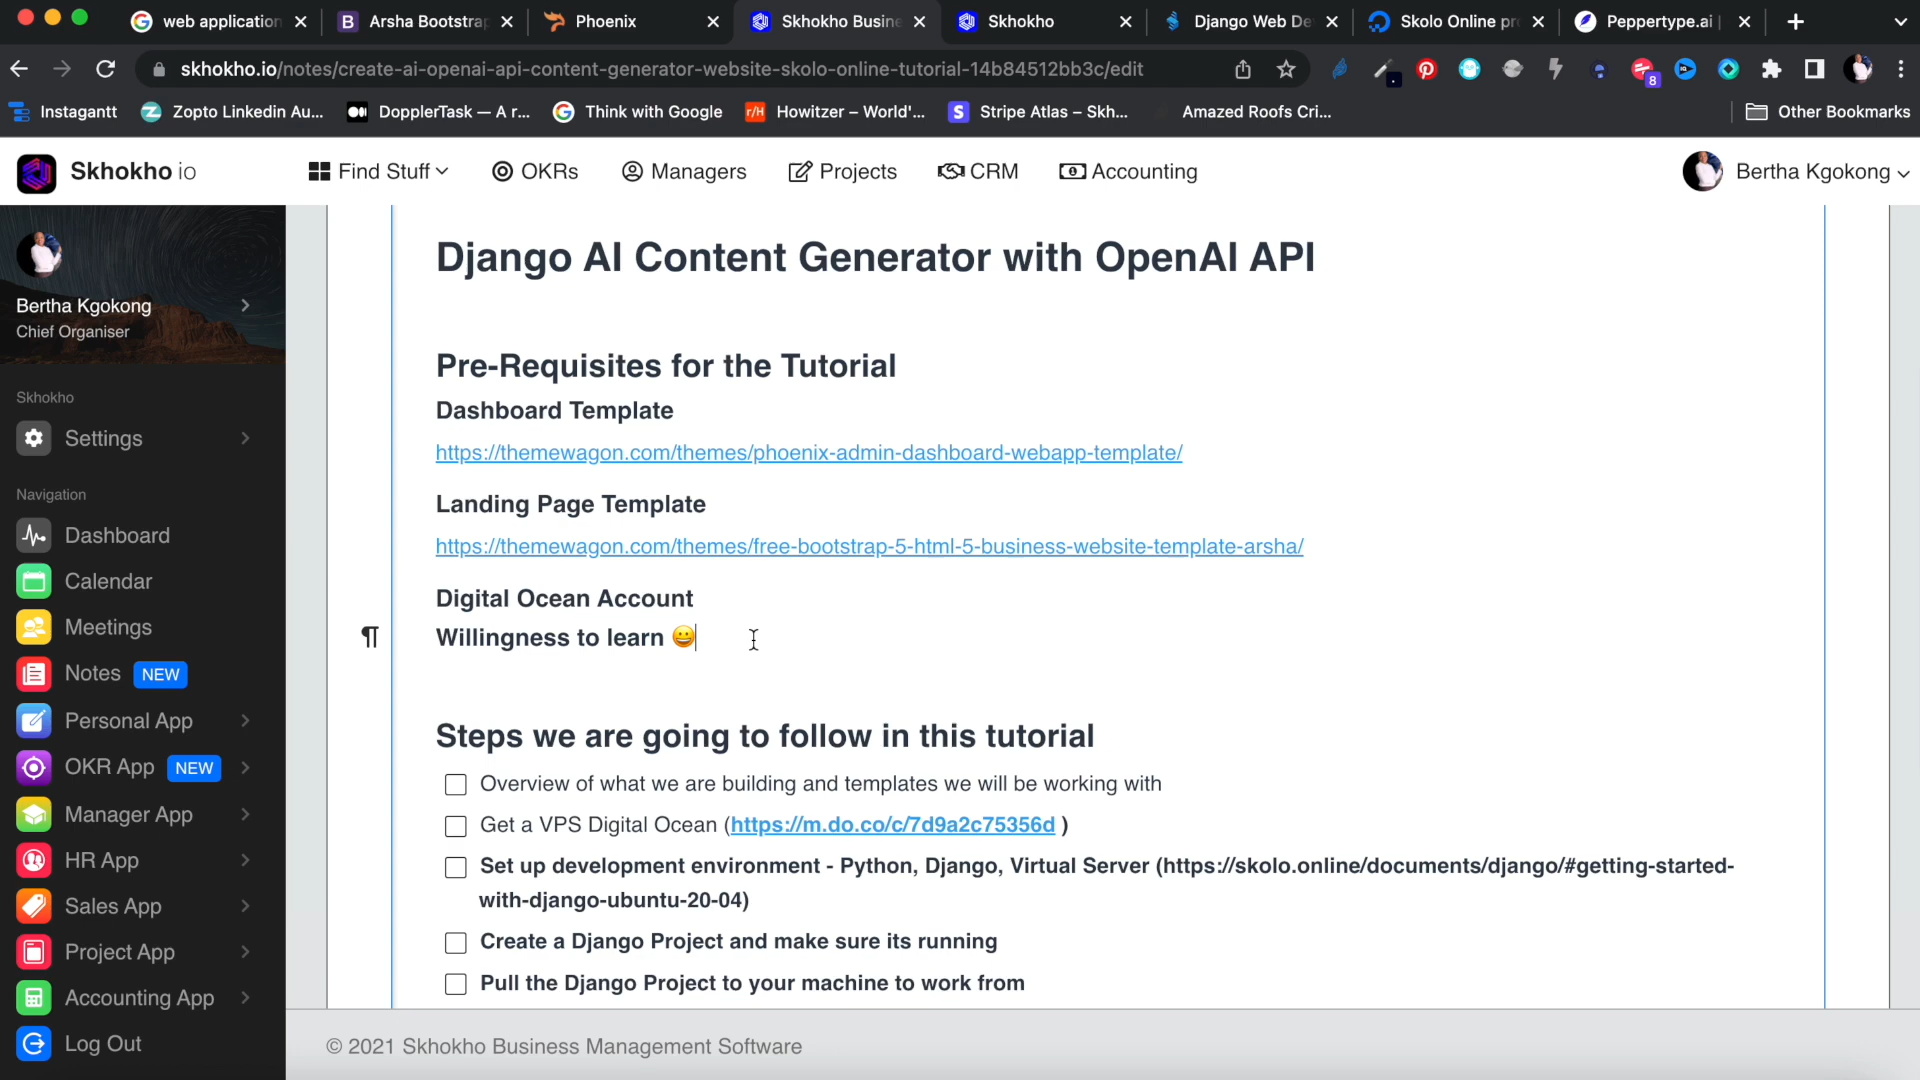 web application
Arsha Bootstrap
Phoenix
Skhokho Busine
Skhokho
Django Web De
Skolo Online pr
Peppertype.ai |
skhokho.io/notes/create-ai-openai-api-content-generator-website-skolo-online-tutorial-14b84512bb3c/edit
8
Instagantt
Zopto Linkedin Au...
DopplerTask — A r...
Think with Google
r/H
Howitzer – World'...
S
Stripe Atlas – Skh...
Amazed Roofs Cri...
Other Bookmarks
Skhokho io
Find Stuff
OKRs
Managers
Projects
CRM
Accounting
Bertha Kgokong
Bertha Kgokong
Chief Organiser
Skhokho
Settings
Navigation
Dashboard
Calendar
Meetings
Notes NEW
Personal App
OKR App NEW
Manager App
HR App
Sales App
Project App
Accounting App
Log Out
Django AI Content Generator with OpenAI API
Pre-Requisites for the Tutorial
Dashboard Template
https://themewagon.com/themes/phoenix-admin-dashboard-webapp-template/
Landing Page Template
https://themewagon.com/themes/free-bootstrap-5-html-5-business-website-template-arsha/
Digital Ocean Account
¶
Willingness to learn 😀
Steps we are going to follow in this tutorial
Overview of what we are building and templates we will be working with
Get a VPS Digital Ocean (https://m.do.co/c/7d9a2c75356d )
Set up development environment - Python, Django, Virtual Server (https://skolo.online/documents/django/#getting-started-
with-django-ubuntu-20-04)
Create a Django Project and make sure its running
Pull the Django Project to your machine to work from
© 2021 Skhokho Business Management Software